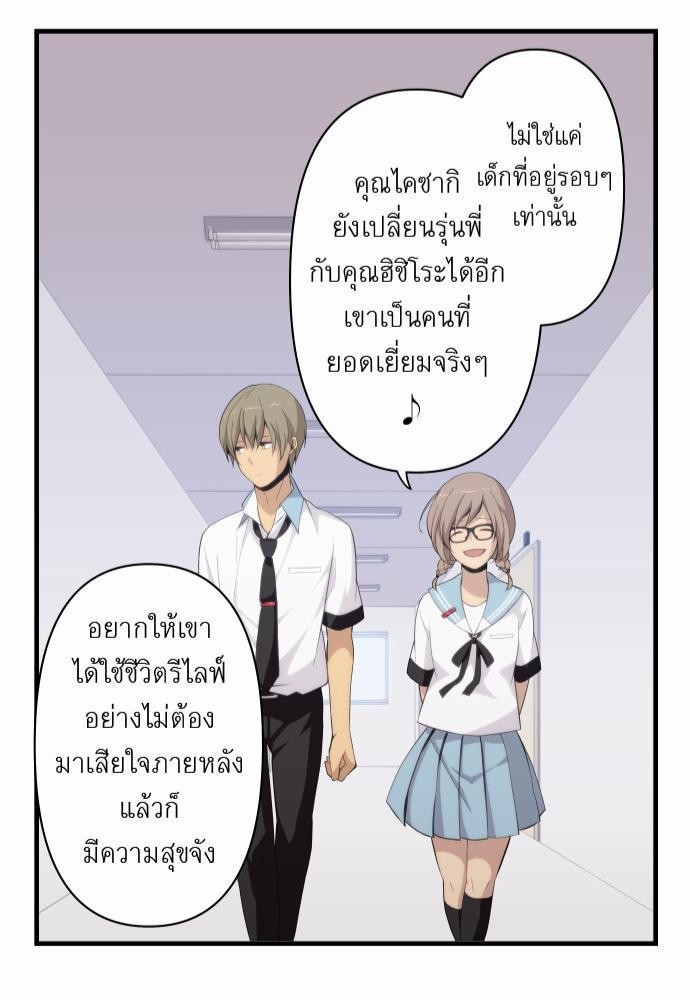 ไม่ใช่แค่
เด็กที่อยู่รอบๆ
เท่านั้น
คุณไคซากิ
ยังเปลี่ยนรุ่นพี่
กับคุณฮิชิโระได้อีก
เขาเป็นคนที่
ยอดเยี่ยมจริงๆ
อยากให้เขา
ได้ใช้ชีวิตรีไลฟ์
อย่างไม่ต้อง
มาเสียใจภายหลัง
แล้วก็
มีความสุขจัง